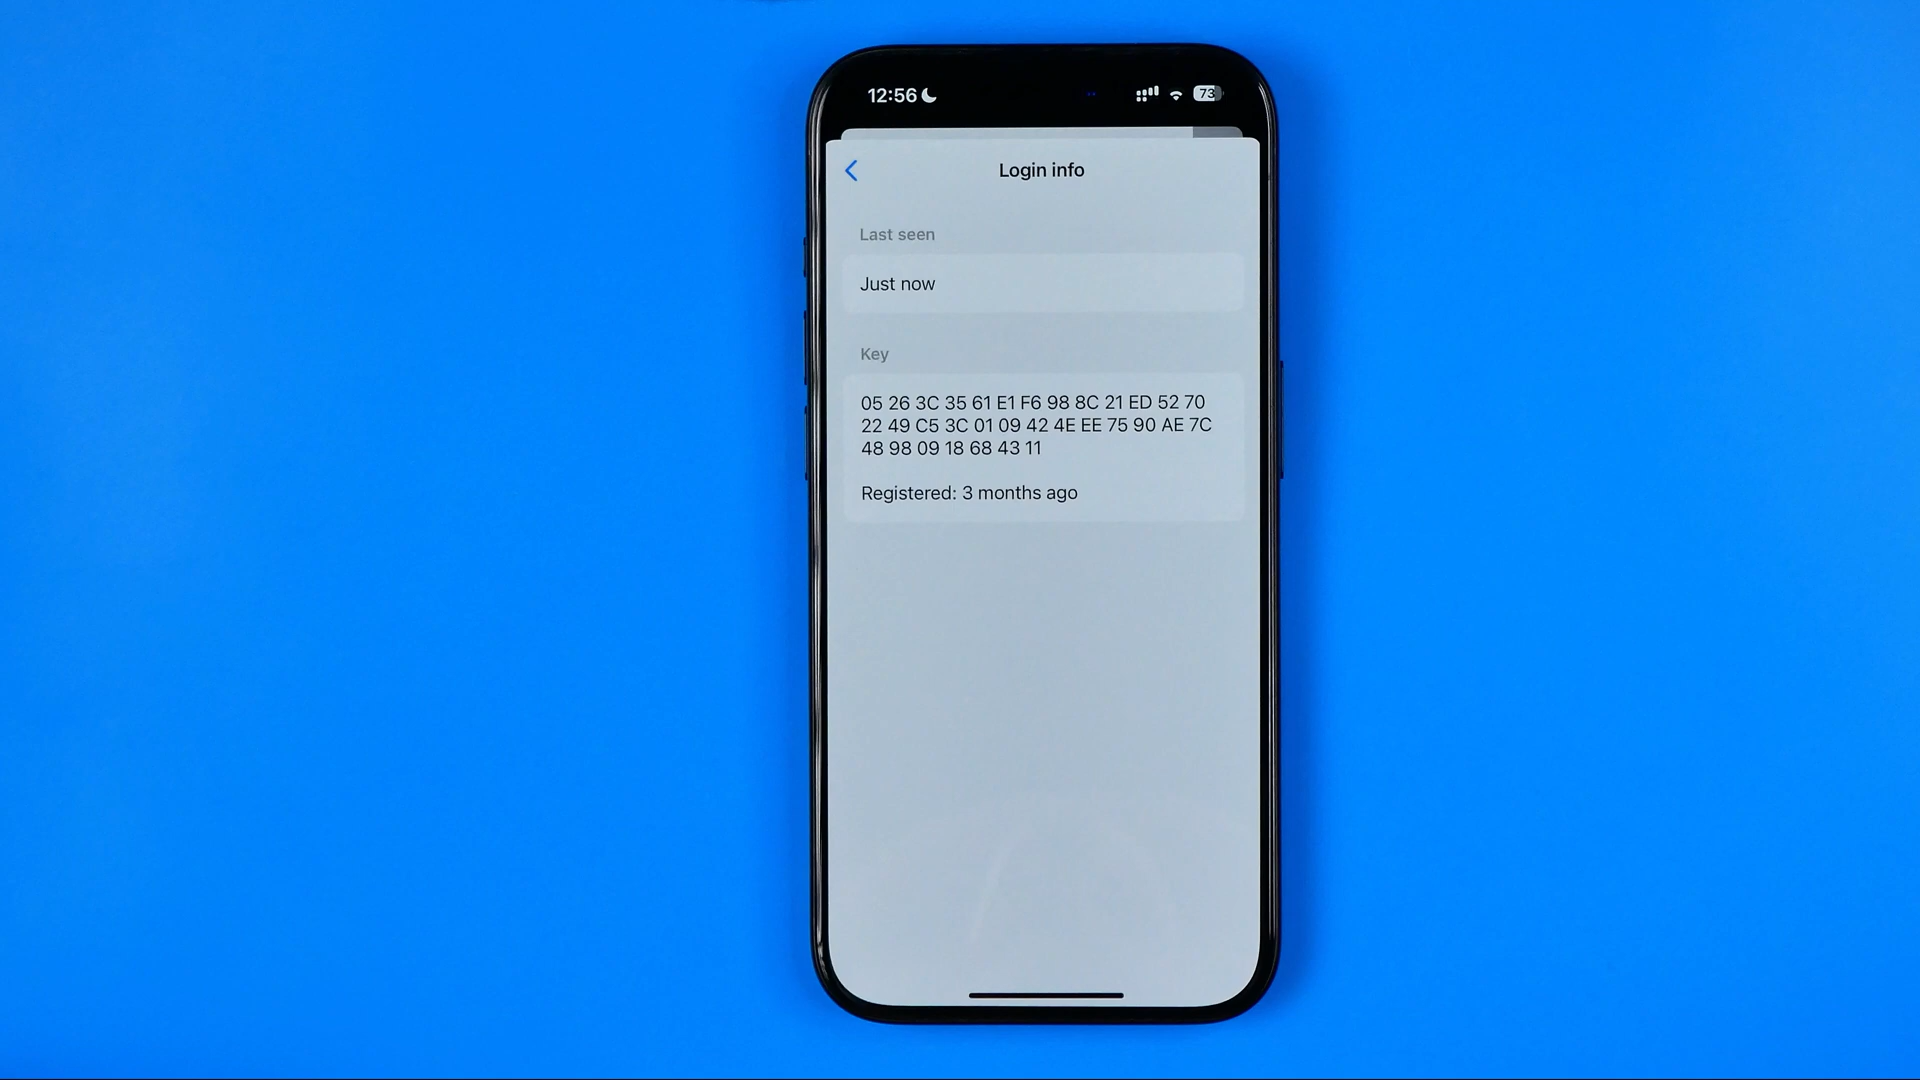 12:56
73
Login info
Last seen
Just now
Key
05 26 3C 35 61 E1 F6 98 8C 21 ED 52 70
22 49 C5 3C 01 09 42 4E EE 75 90 AE 7C
48 98 09 18 68 43 11
Registered: 3 months ago